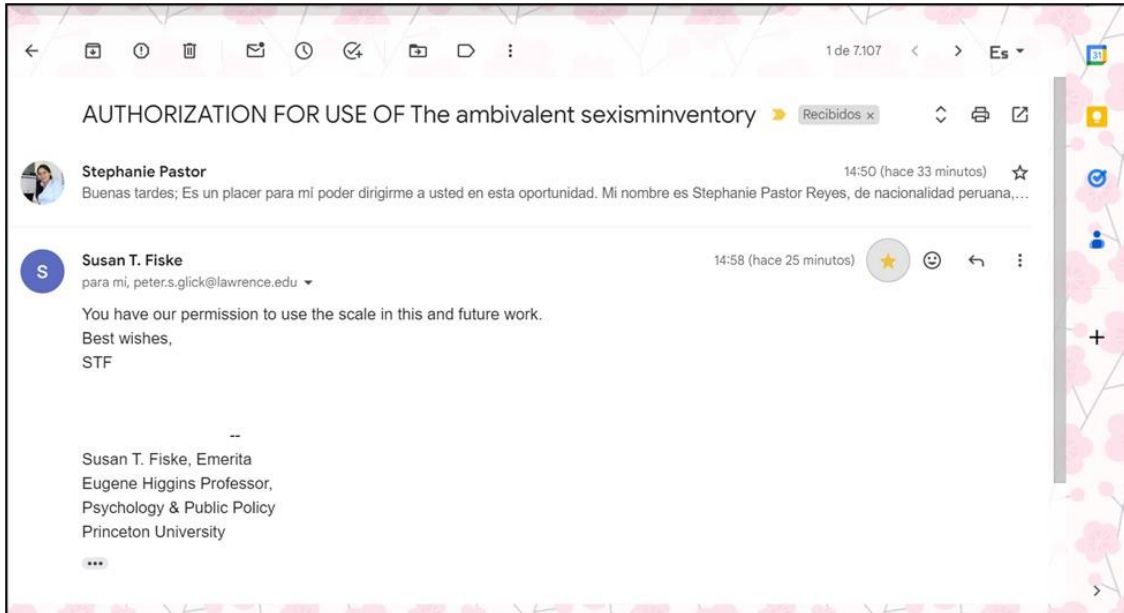 1 de 7.107
Es
31
AUTHORIZATION FOR USE OF The ambivalent sexisminventory
Recibidos x
Stephanie Pastor
14:50 (hace 33 minutos)
Buenas tardes; Es un placer para mí poder dirigirme a usted en esta oportunidad. Mi nombre es Stephanie Pastor Reyes, de nacionalidad peruana,...
S
Susan T. Fiske
14:58 (hace 25 minutos)
para mí, peter.s.glick@lawrence.edu
You have our permission to use the scale in this and future work.
Best wishes,
STF
--
Susan T. Fiske, Emerita
Eugene Higgins Professor,
Psychology & Public Policy
Princeton University